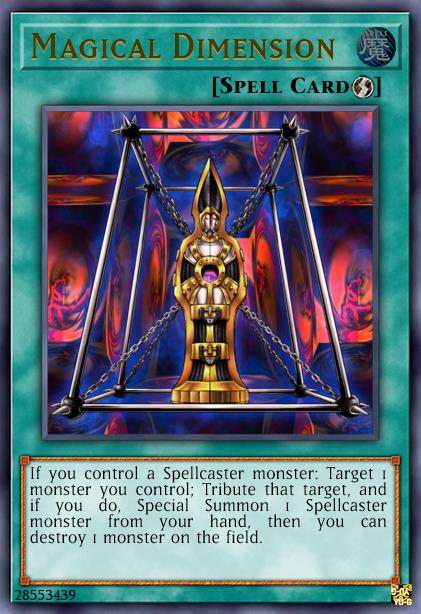 MAGICAL DIMENSION
魔
[SPELL CARD]
If you control a Spellcaster monster: Target 1
monster you control; Tribute that target, and
if you do, Special Summon 1 Spellcaster
monster from your hand, then you can
destroy 1 monster on the field.
28553439